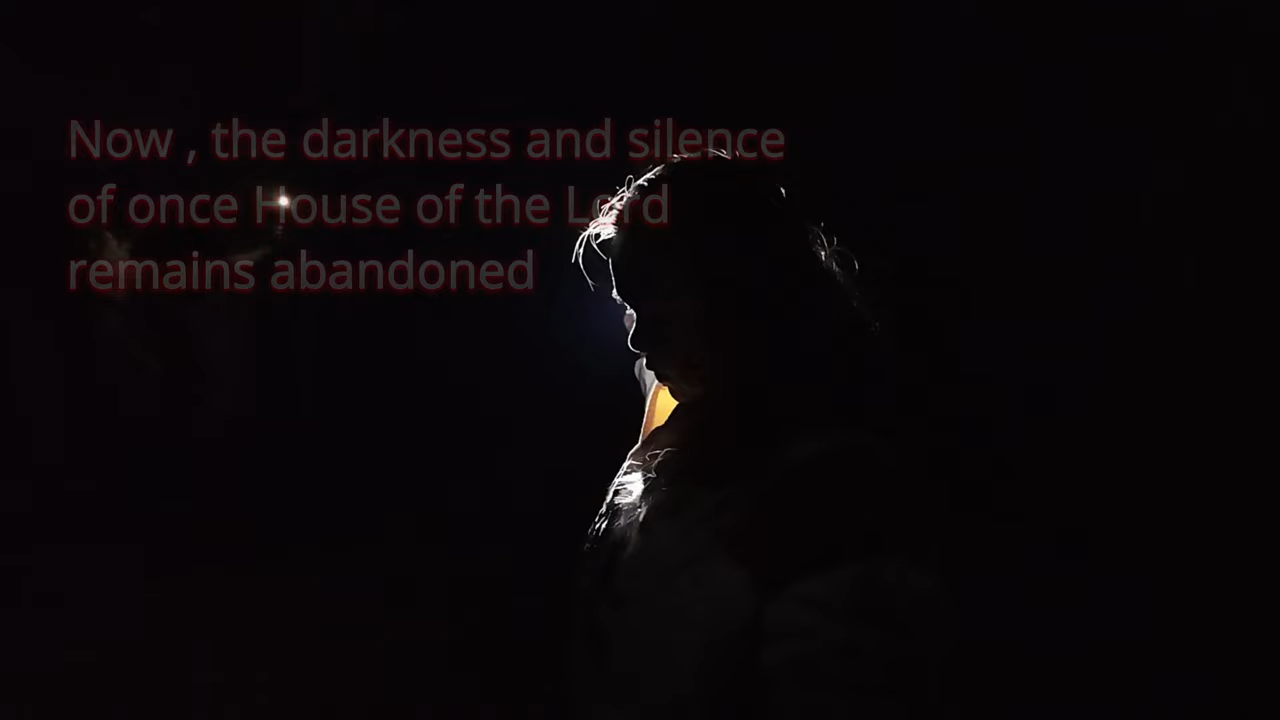 Now , the darkness and silence
of once House of the Lord
remains abandoned